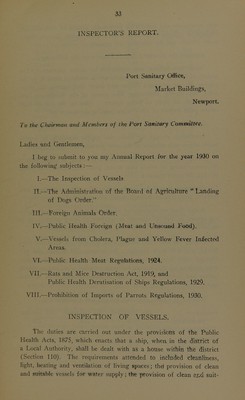 33
INSPECTOR'S REPORT.
Port Sanitary Office,
Market Buildings,
Newport.
To the Chairman and Members of the Port Sanitary Committee.
Ladies and Gentlemen,
I beg to submit to you my Annual Report for the year 1930 on
the following subjects:—
I.—The Inspection of Vessels
II.—The Administration of the Board of Agriculture "Landing
of Dogs Order."
III.—Foreign Animals Order.
IV.—Public Health Foreign (Meat and Unsound Food).
V.—Vessels from Cholera, Plague and Yellow Fever Infected
Areas.
VI.—Public Health Meat Regulations, 1924.
VII.—Rats and Mice Destruction Act, 1919, and
Public Health Deratisation of Ships Regulations, 1929.
VIII.—Prohibition of Imports of Parrots Regulations, 1930.
INSPECTION OF VESSELS.
The duties are carried out under the provisions of the Public
Health Acts, 1875, which enacts that a ship, when in the district of
a Local Authority, shall be dealt with as a house within the district
(Section 110). The requirements attended to included cleanliness,
light, heating and ventilation of living spaces; the provision of clean
and suitable vessels for water supply; the provision of clean and suit-